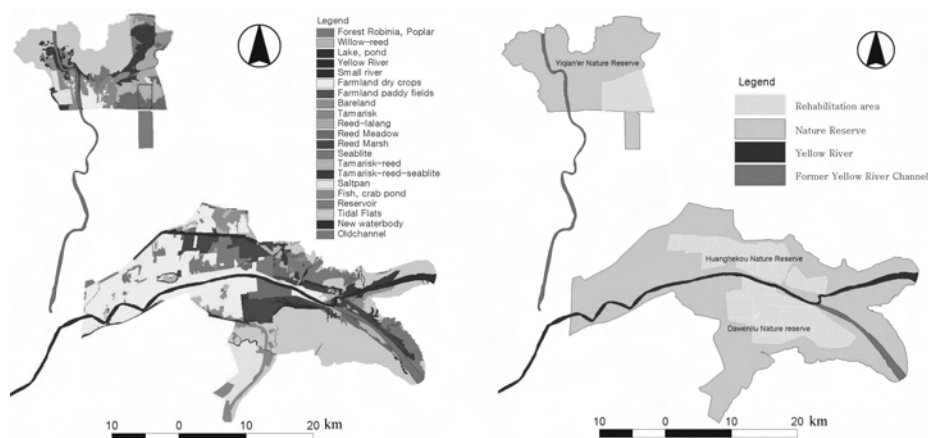 Legend
Forest Robinia, Poplar
Willow-reed
Lake, pond
Yellow River
Small river
Farmland dry crops
Farmland paddy fields
Bareland
Tamarisk
Reed-lalang
Reed Meadow
Reed Marsh
Seablite
Tamarisk-reed
Tamarisk-reed-seablite
Saltpan
Fish, crab pond
Reservoir
Tidal Flats
New waterbody
Oldchannel
10 0 10 20 km
Yiqian'er Nature Reserve
Legend
Rehabilitation area
Nature Reserve
Yellow River
Former Yellow River Channel
Huanghekou Nature Reserve
Dawenliu Nature reserve
10 0 10 20 km